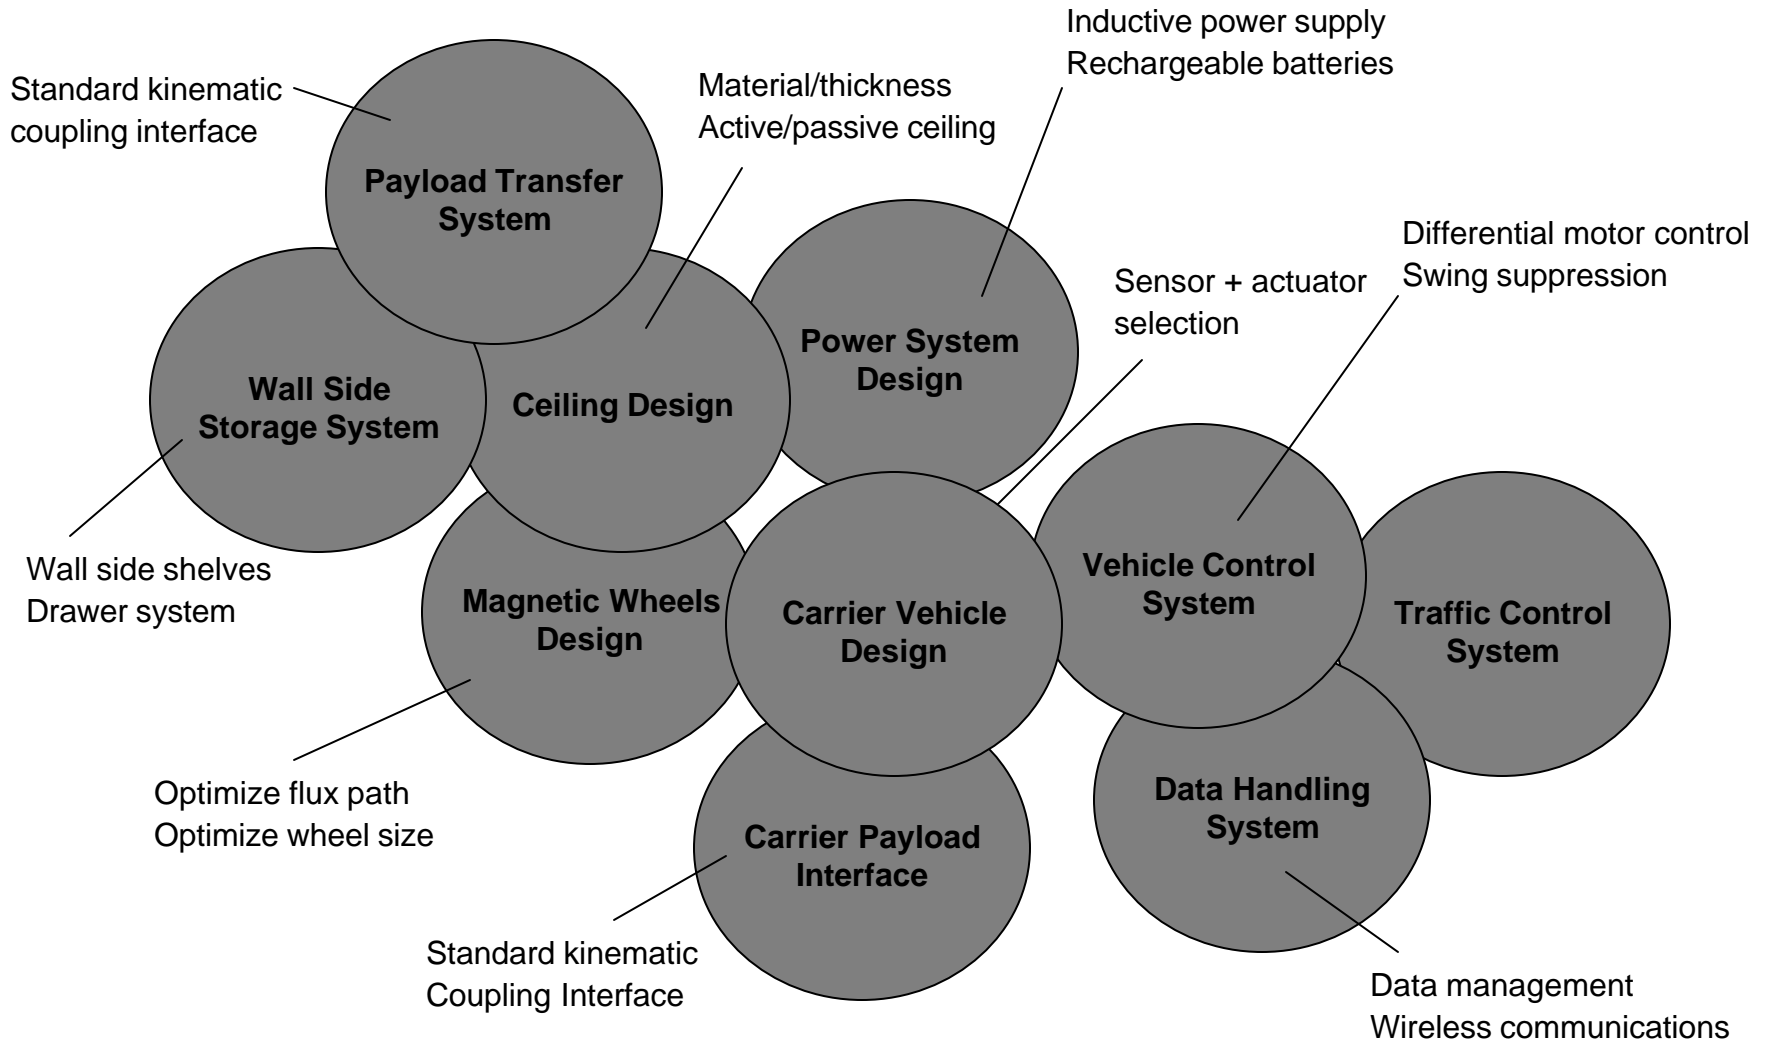 Inductive power supply
Rechargeable batteries
Standard kinematic
coupling interface
Material/thickness
Active/passive ceiling
Payload Transfer
System
Differential motor control
Swing suppression
Sensor + actuator
selection
Power System
Design
Wall Side
Storage System
Ceiling Design
Wall side shelves
Drawer system
Magnetic Wheels
Design
Carrier Vehicle
Design
Vehicle Control
System
Traffic Control
System
Optimize flux path
Optimize wheel size
Carrier Payload
Interface
Data Handling
System
Standard kinematic
Coupling Interface
Data management
Wireless communications